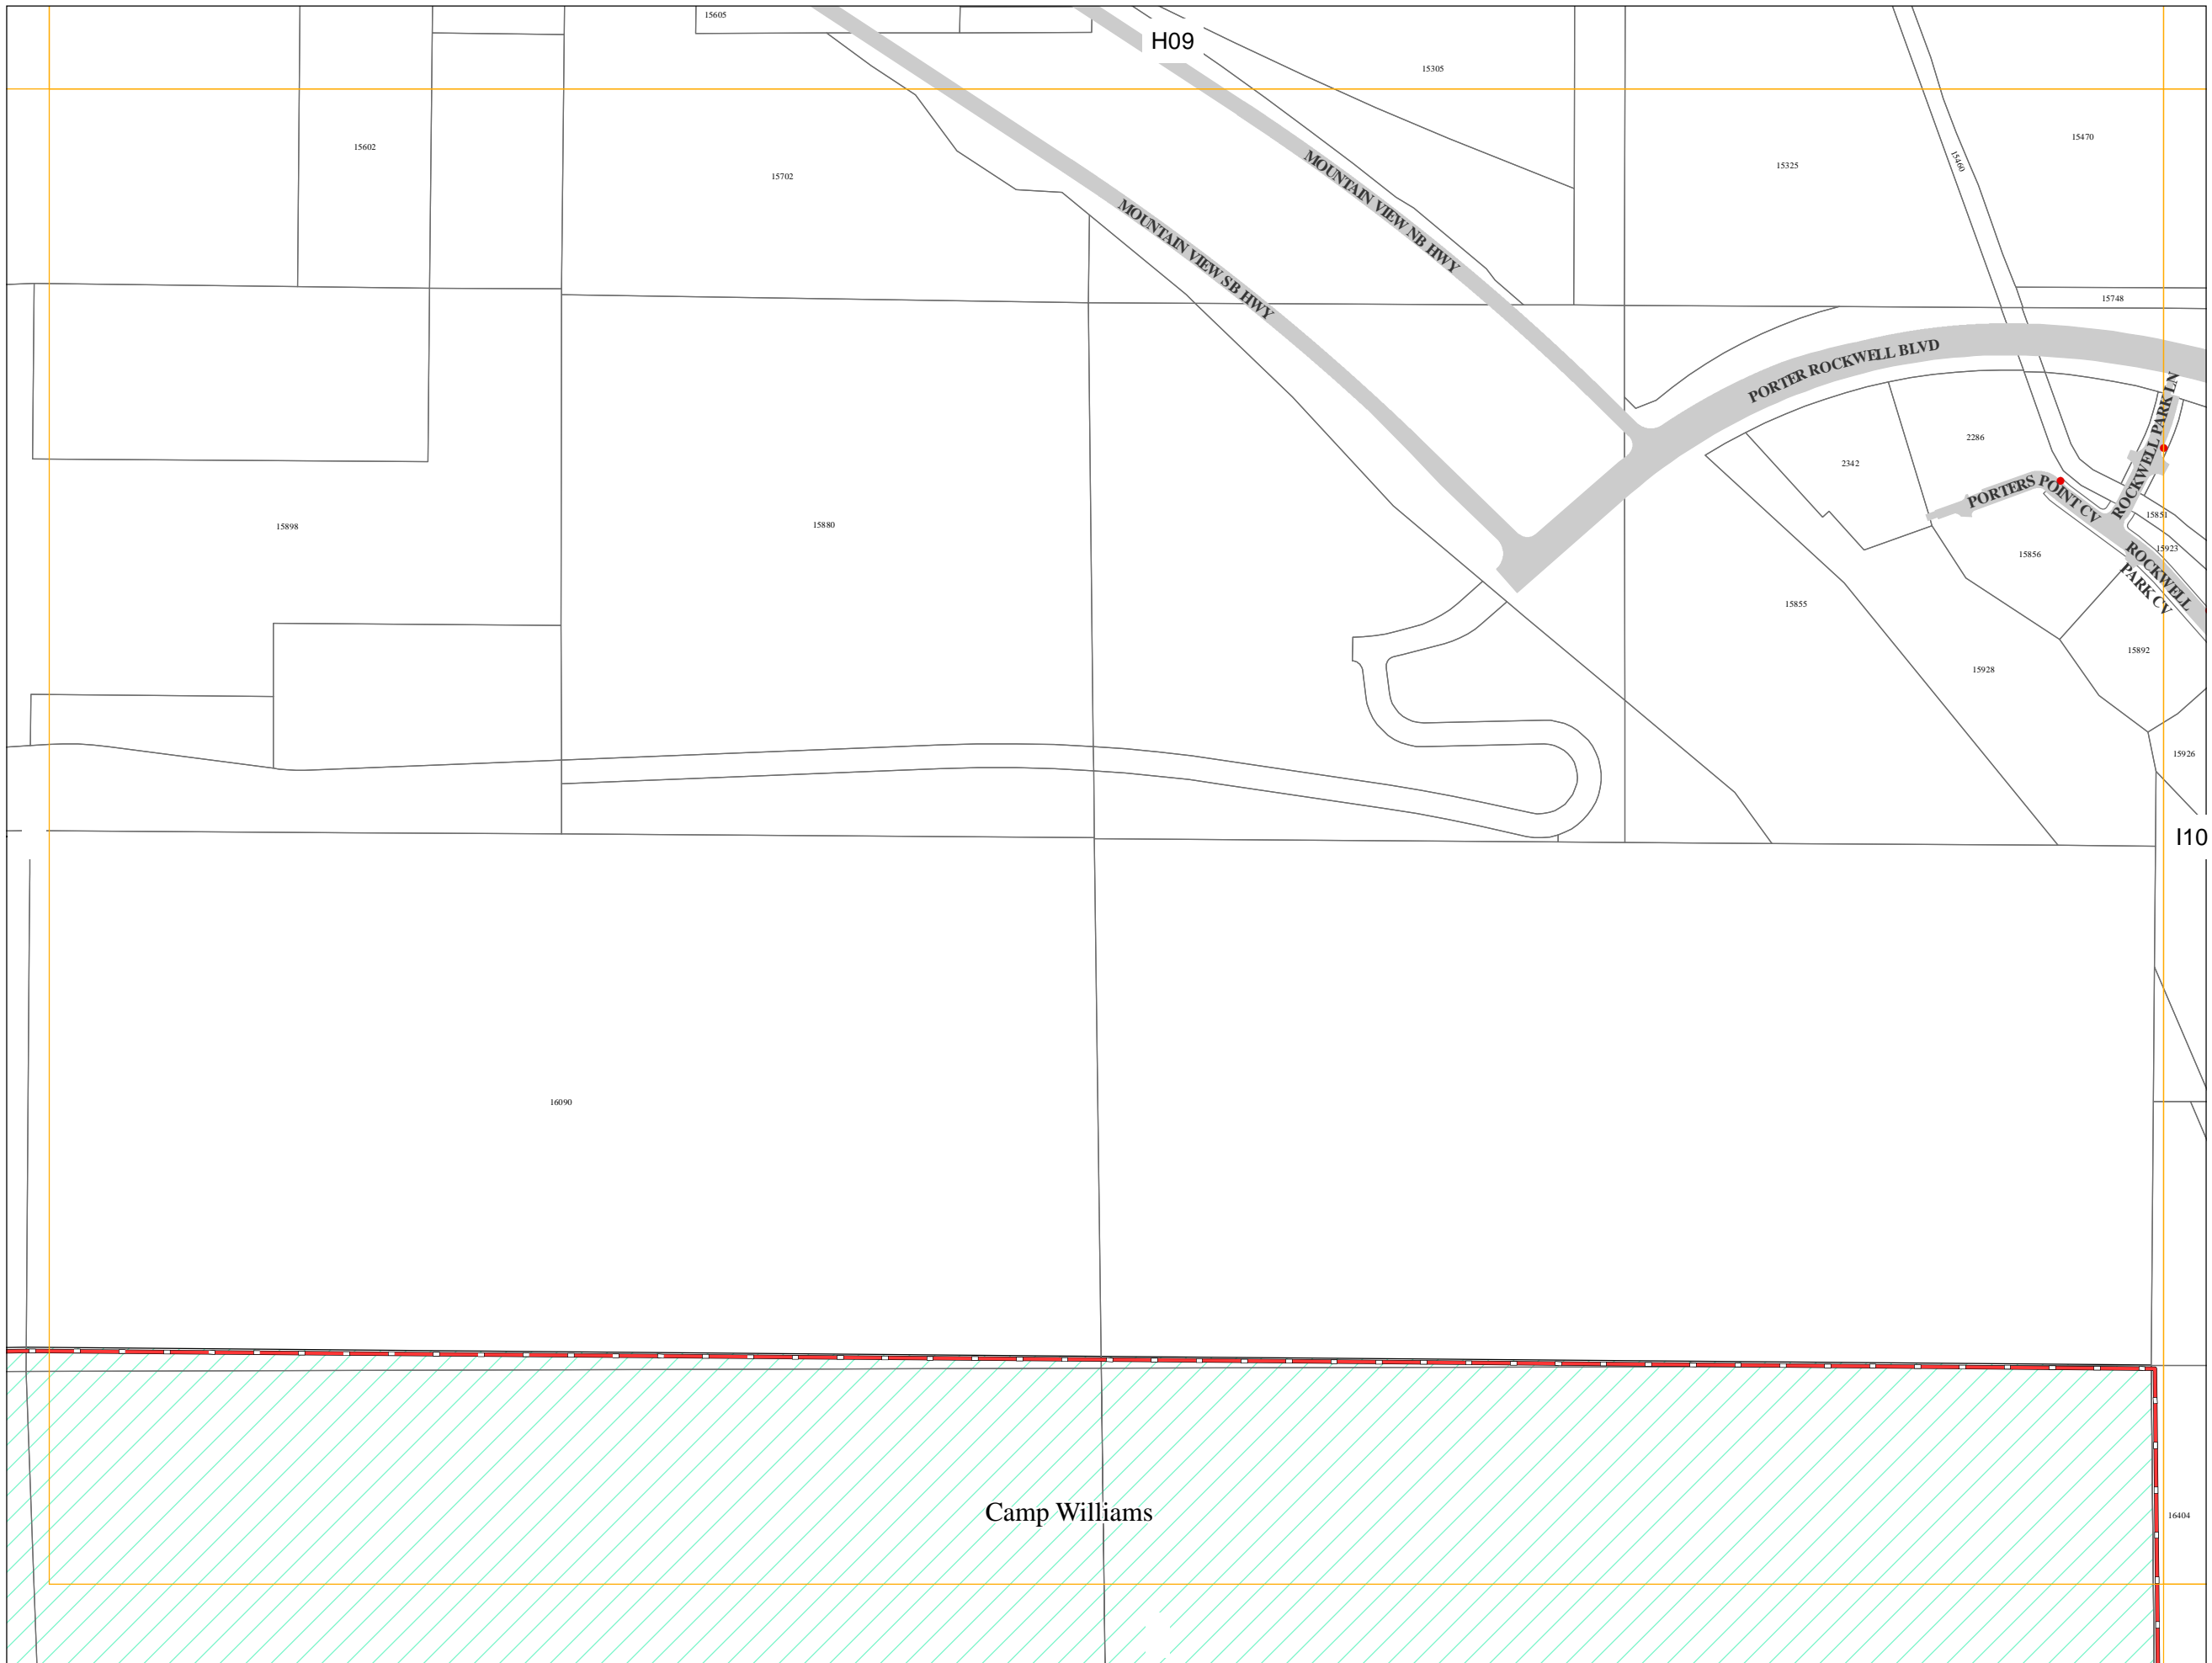 15605
H09
15305
15470
15602
15460
15325
15702
MOUNTAIN VIEW NB HWY
MOUNTAIN VIEW SB HWY
15748
PORTER ROCKWELL BLVD
ROCKWELL PARK LN
2286
2342
PORTERS POINT CV
15851
15898
15880
15923
15856
ROCKWELL
PARK CV
15855
15892
15928
15926
I10
16090
Camp Williams
16404